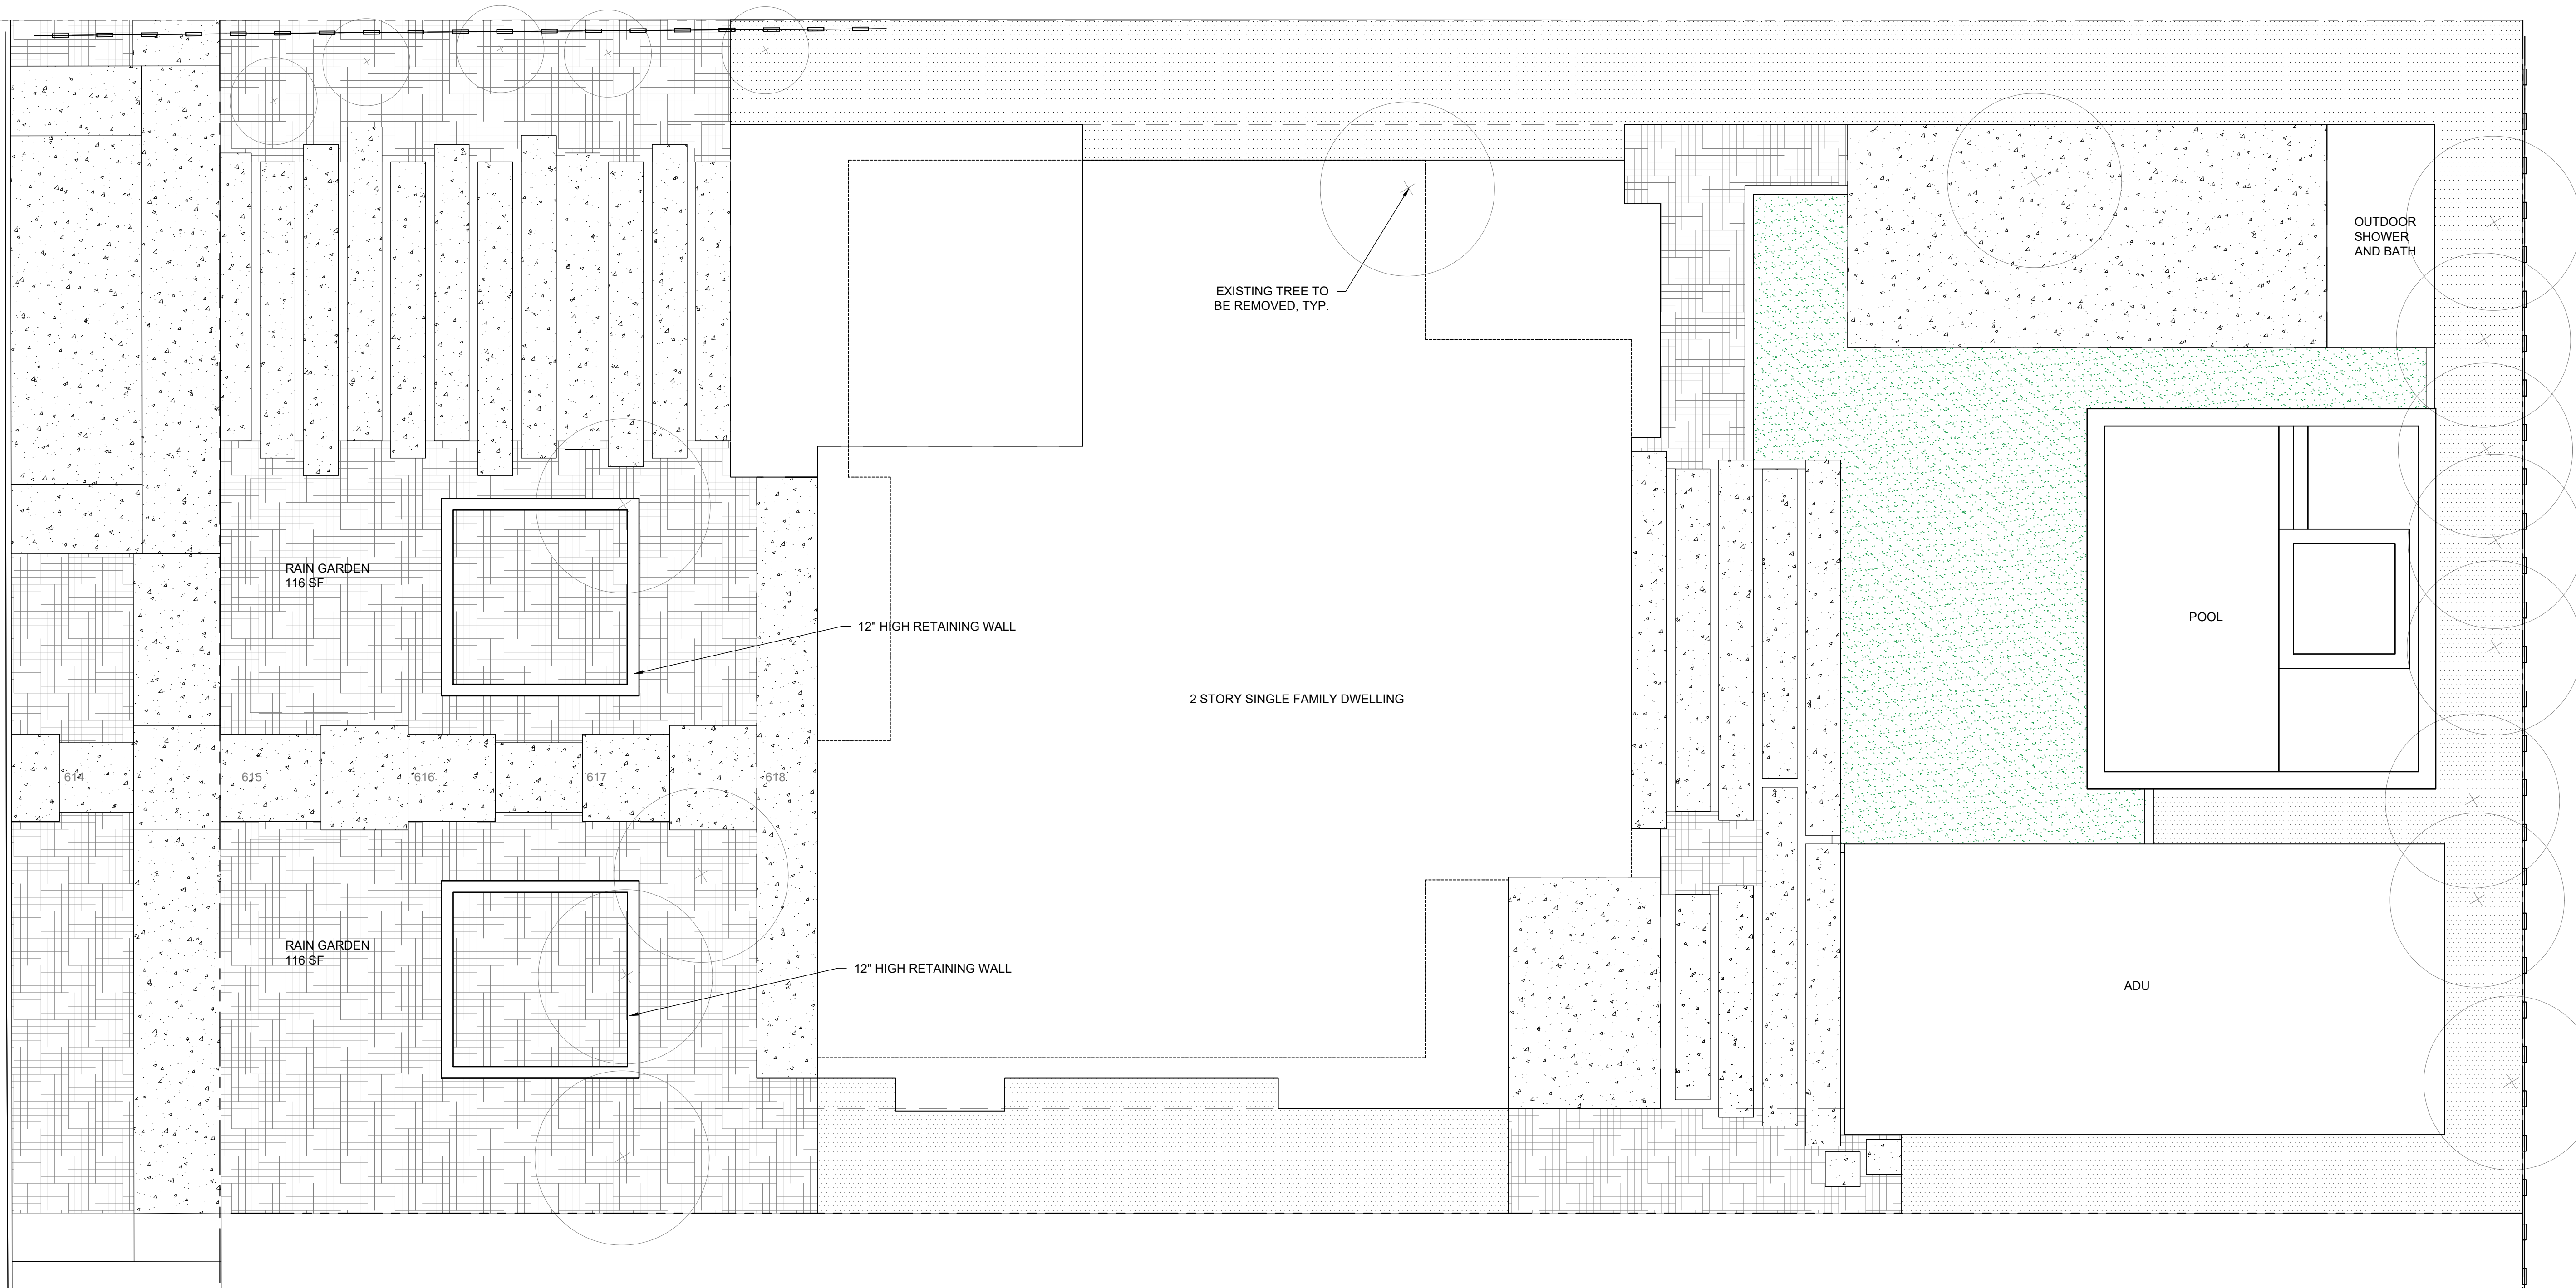 OUTDOOR
SHOWER
AND BATH
EXISTING TREE TO
BE REMOVED, TYP.
RAIN GARDEN
116 SF
12" HIGH RETAINING WALL
POOL
2 STORY SINGLE FAMILY DWELLING
614
615
616
617
618
RAIN GARDEN
116 SF
12" HIGH RETAINING WALL
ADU